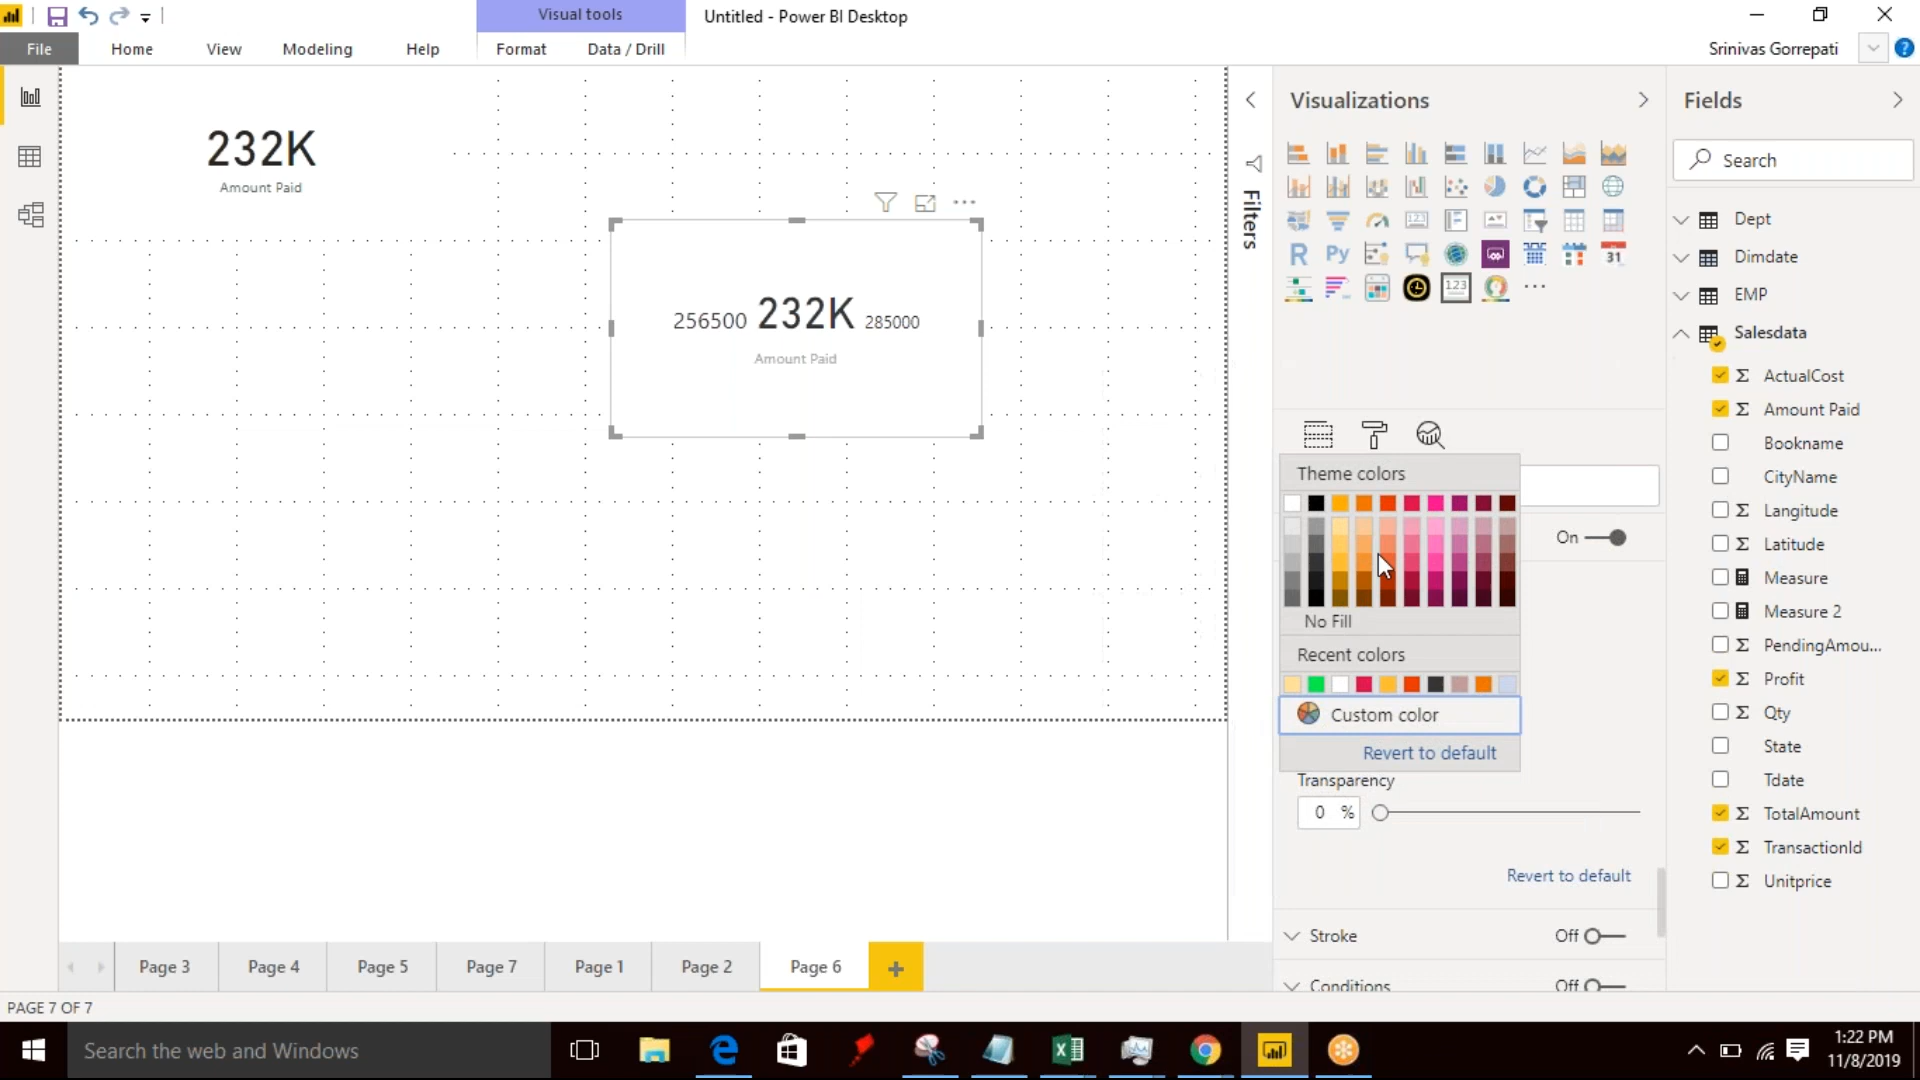 Visual tools
Untitled - Power BI Desktop
File
Home
View
Modeling
Help
Format
Data / Drill
Srinivas Gorrepati
?
232K
Amount Paid
256500 232K 285000
Amount Paid
Filters
Visualizations
R
Py
31
123
Theme colors
No Fill
Recent colors
Custom color
Revert to default
On
Transparency
0 %
Revert to default
Stroke
Off
Conditions
Off
Fields
Search
Dept
Dimdate
EMP
Salesdata
Σ ActualCost
Σ Amount Paid
Bookname
CityName
Σ Langitude
Σ Latitude
Measure
Measure 2
Σ PendingAmou...
Σ Profit
Σ Qty
State
Tdate
Σ TotalAmount
Σ TransactionId
Σ Unitprice
Page 3
Page 4
Page 5
Page 7
Page 1
Page 2
Page 6
+
PAGE 7 OF 7
Search the web and Windows
1:22 PM
11/8/2019